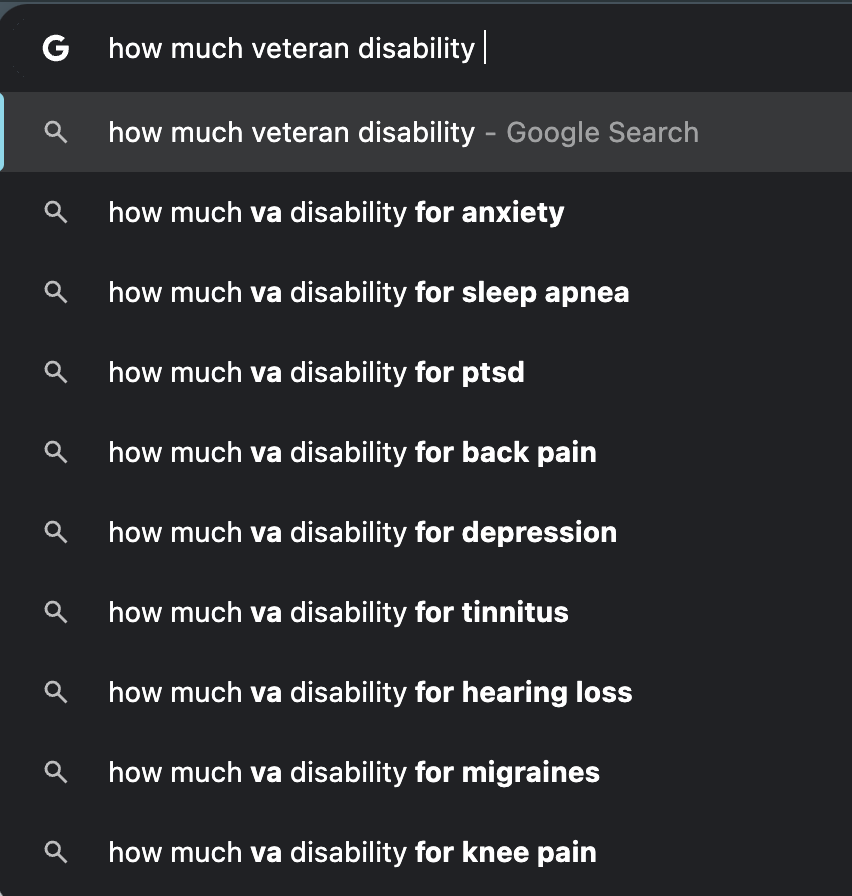 how much veteran disability
how much veteran disability - Google Search
how much va disability for anxiety
how much va disability for sleep apnea
how much va disability for ptsd
how much va disability for back pain
how much va disability for depression
how much va disability for tinnitus
how much va disability for hearing loss
how much va disability for migraines
how much va disability for knee pain